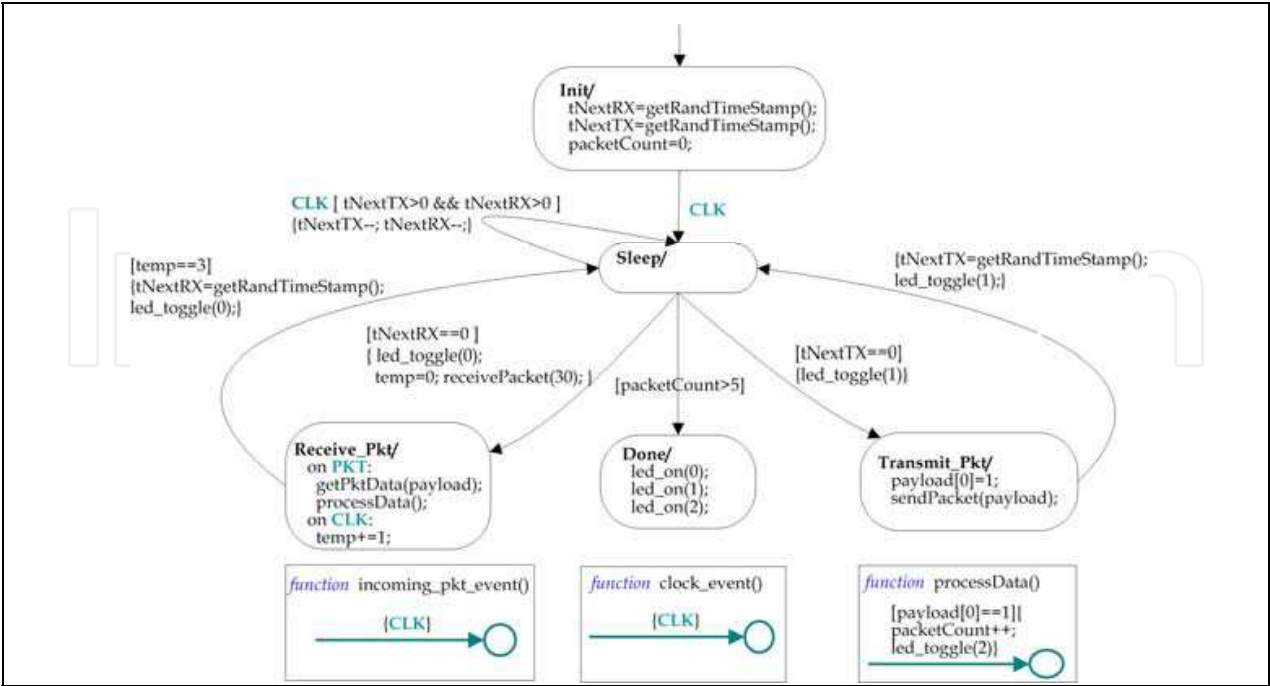 Init/
tNextRX=getRandTimeStamp();
tNextTX=getRandTimeStamp();
packetCount=0;
CLK [ tNextTX>0 && tNextRX>0 ]
{tNextTX--; tNextRX--;}
CLK
Sleep/
[temp==3]
{tNextRX=getRandTimeStamp();
led_toggle(0);}
{tNextTX=getRandTimeStamp();
led_toggle(1);}
[tNextRX==0 ]
{ led_toggle(0);
temp=0; receivePacket(30); }
[packetCount>5]
[tNextTX==0]
{led_toggle(1)}
Receive_Pkt/
on PKT:
getPktData(payload);
processData();
on CLK:
temp+=1;
Done/
led_on(0);
led_on(1);
led_on(2);
Transmit_Pkt/
payload[0]=1;
sendPacket(payload);
function incoming_pkt_event()
{CLK}
function clock_event()
{CLK}
function processData()
[payload[0]==1]{
packetCount++;
led_toggle(2)}